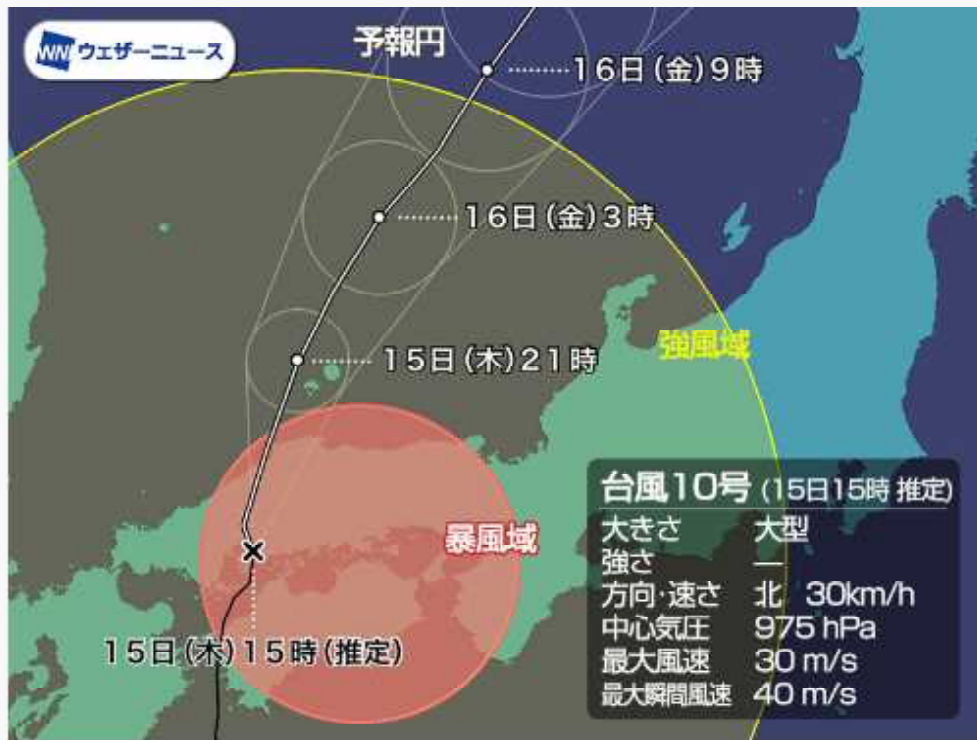 WN ウェザーニュース
予報円
16日(金)9時
16日(金)3時
強風域
15日(木)21時
暴風域
15日(木)15時(推定)
台風10号 (15日15時 推定)
大きさ 大型
強さ ―
方向・速さ 北 30km/h
中心気圧 975 hPa
最大風速 30 m/s
最大瞬間風速 40 m/s